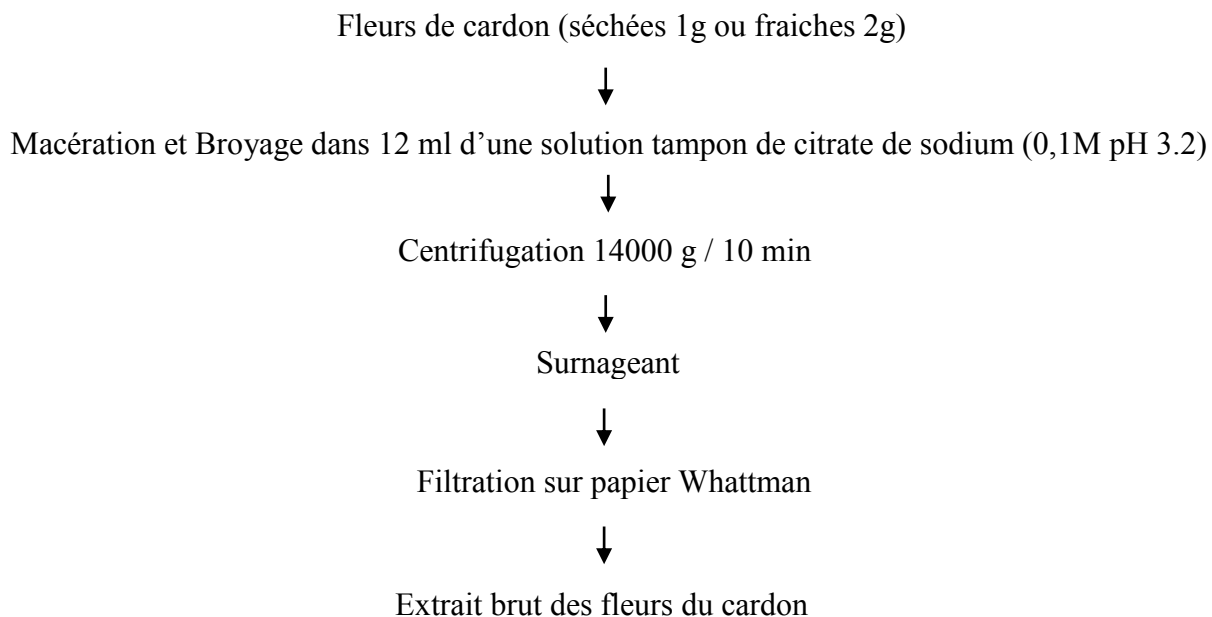 Fleurs de cardon (séchées 1g ou fraiches 2g)
Macération et Broyage dans 12 ml d’une solution tampon de citrate de sodium (0,1M pH 3.2)
Centrifugation 14000 g / 10 min
Surnageant
Filtration sur papier Whattman
Extrait brut des fleurs du cardon